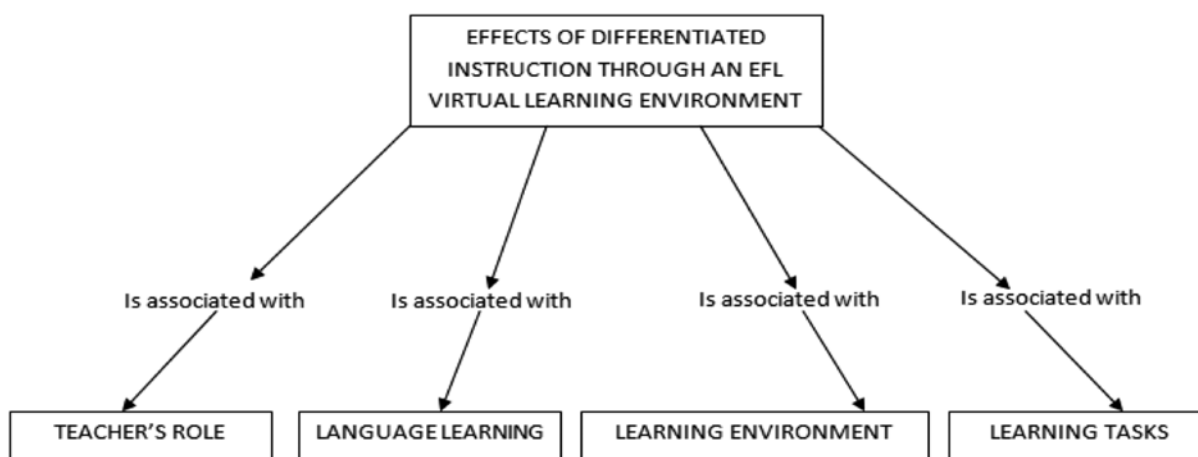 EFFECTS OF DIFFERENTIATED
INSTRUCTION THROUGH AN EFL
VIRTUAL LEARNING ENVIRONMENT
Is associated with
Is associated with
Is associated with
Is associated with
TEACHER'S ROLE
LANGUAGE LEARNING
LEARNING ENVIRONMENT
LEARNING TASKS